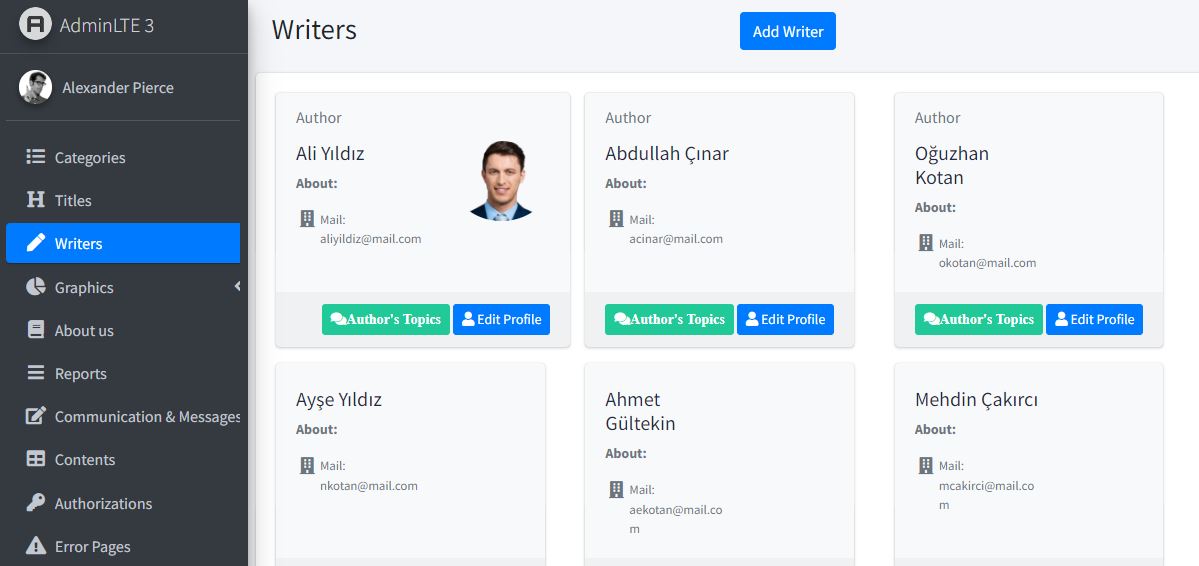 AdminLTE 3
Alexander Pierce
Categories
Titles
Writers
Graphics
About us
Reports
Communication & Messages
Contents
Authorizations
Error Pages
Writers
Add Writer
Author
Ali Yıldız
About:
Mail:
aliyildiz@mail.com
Author's Topics
Edit Profile
Author
Abdullah Çınar
About:
Mail:
acinar@mail.com
Author's Topics
Edit Profile
Author
Oğuzhan
Kotan
About:
Mail:
okotan@mail.com
Author's Topics
Edit Profile
Ayşe Yıldız
About:
Mail:
nkotan@mail.com
Ahmet
Gültekin
About:
Mail:
aekotan@mail.co
m
Mehdin Çakırcı
About:
Mail:
mcakirci@mail.co
m